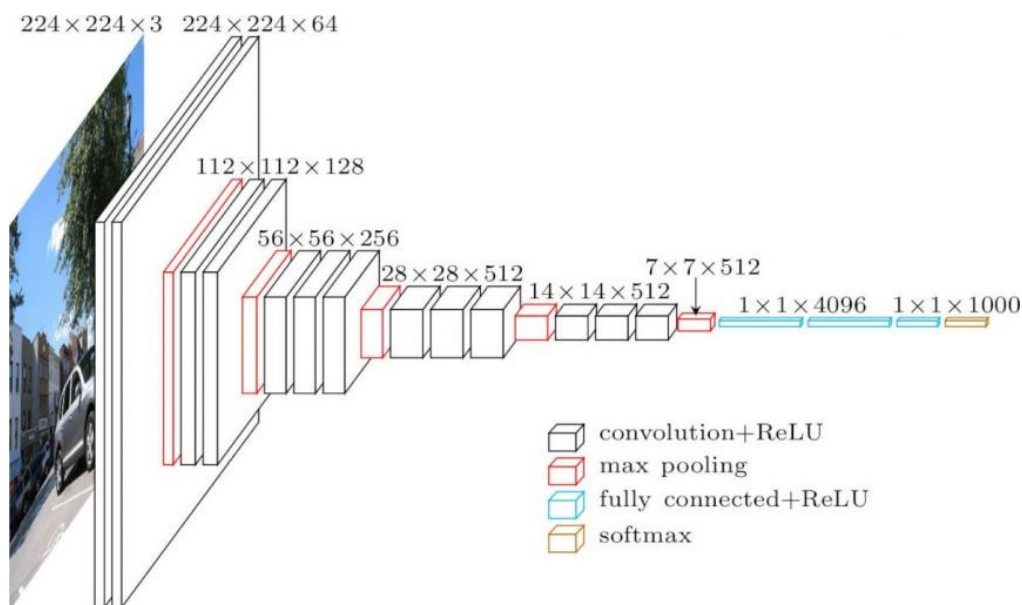 224×224×3
224×224×64
112×112×128
56×56×256
28×28×512
14×14×512
7×7×512
1×1×4096
1×1×1000
convolution+ReLU
max pooling
fully connected+ReLU
softmax